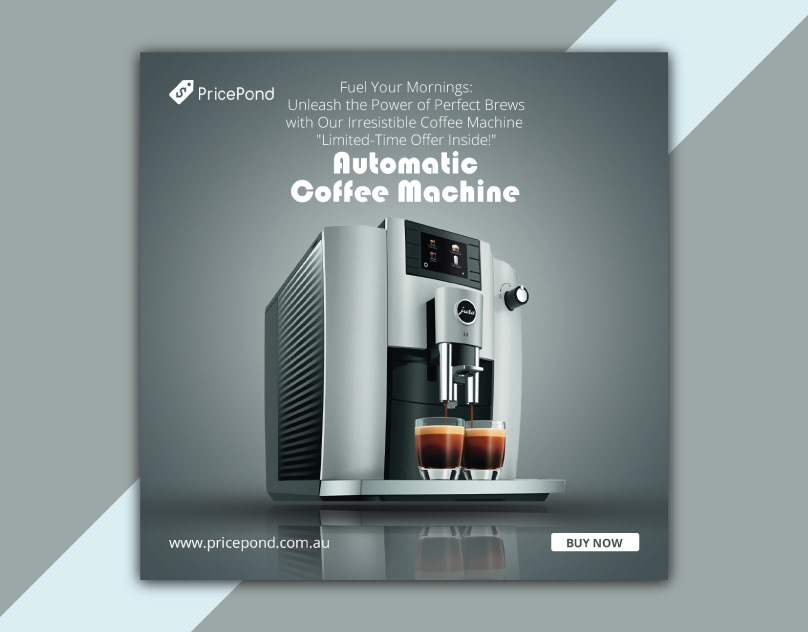 PricePond
Fuel Your Mornings:
Unleash the Power of Perfect Brews
with Our Irresistible Coffee Machine
"Limited-Time Offer Inside!"
Automatic
Coffee Machine
jura
www.pricepond.com.au
BUY NOW